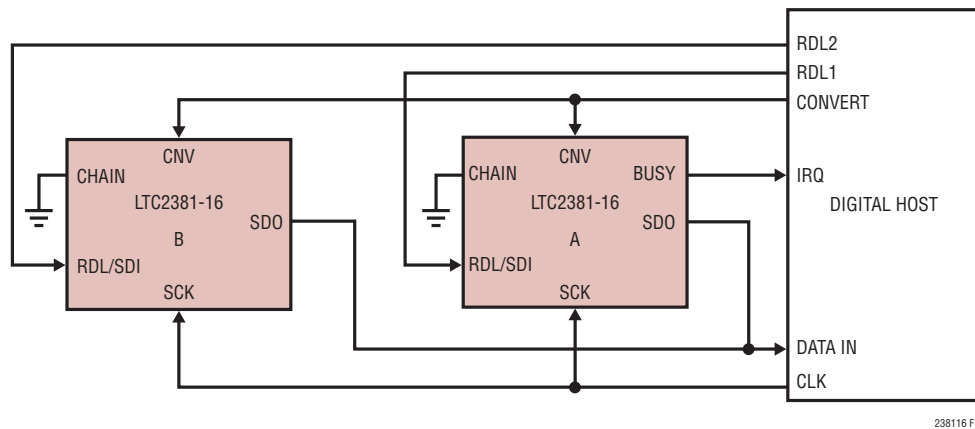 RDL2
RDL1
CONVERT
CNV
CNV
CHAIN
CHAIN
BUSY
IRQ
LTC2381-16
LTC2381-16
DIGITAL HOST
SDO
SDO
B
A
RDL/SDI
RDL/SDI
SCK
SCK
DATA IN
CLK
238116 F